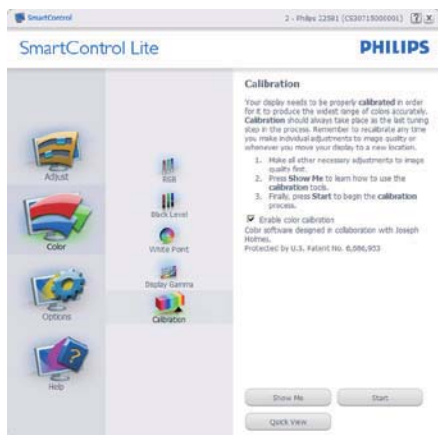 SmartControl
2 - Philips 225B1 (CS30715000001)
? x
SmartControl Lite
PHILIPS
Adjust
Color
Options
Help
RGB
Black Level
White Point
Display Gamma
Calibration
Calibration
Your display needs to be properly calibrated in order
for it to produce the widest range of colors accurately.
Calibration should always take place as the last tuning
step in the process. Remember to recalibrate any time
you make individual adjustments to image quality or
whenever you move your display to a new location.
1. Make all other necessary adjustments to image
quality first.
2. Press Show Me to learn how to use the
calibration tools.
3. Finally, press Start to begin the calibration
process.
Enable color calibration
Color software designed in collaboration with Joseph
Holmes.
Protected by U.S. Patent No. 6,586,953
Show Me
Start
Quick View